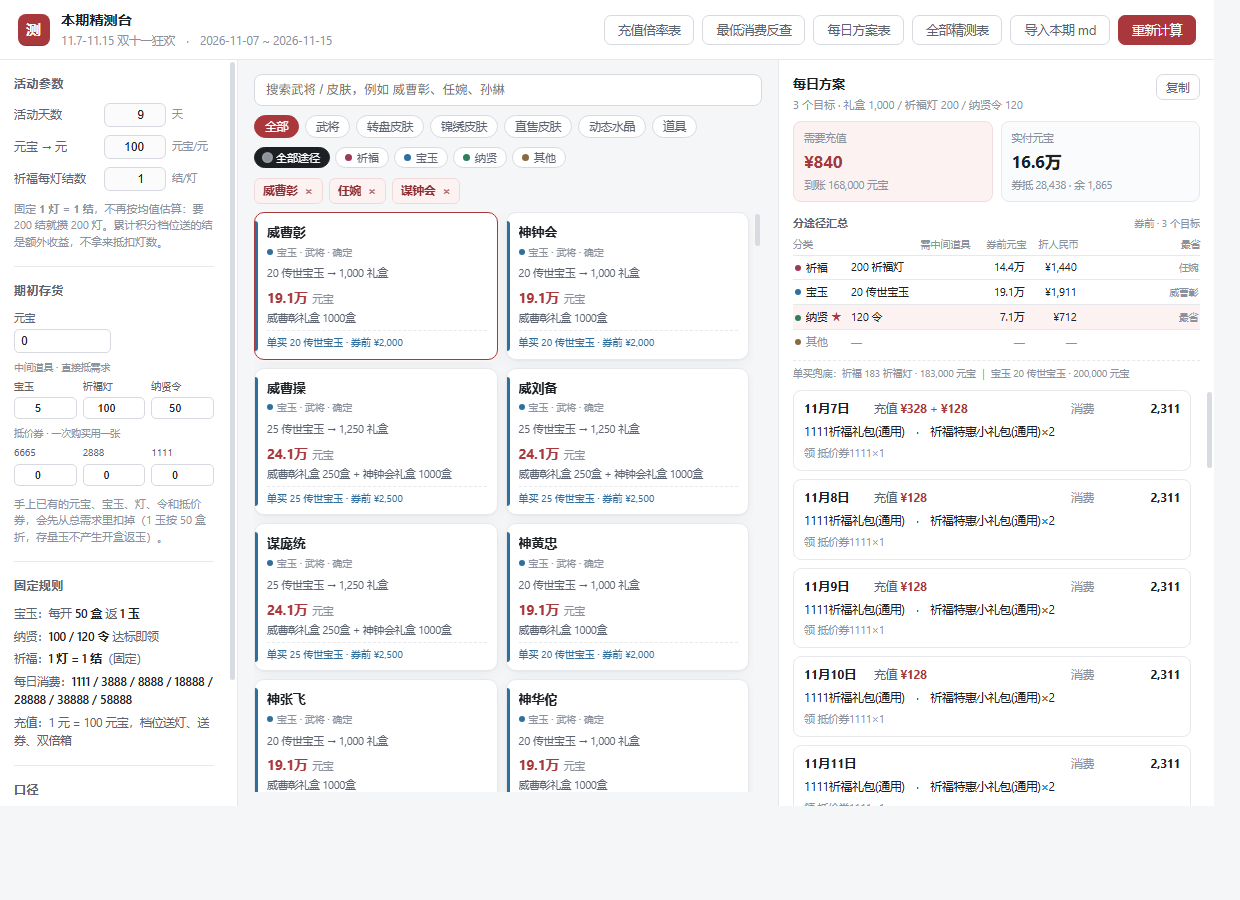 测
本期精测台
11.7-11.15 双十一狂欢 · 2026-11-07 ~ 2026-11-15
充值倍率表
最低消费反查
每日方案表
全部精测表
导入本期 md
重新计算
活动参数
活动天数 9 天
元宝 → 元 100 元宝/元
祈福每灯结数 1 结/灯
固定 1 灯 = 1 结，不再按均值估算：要
200 结就攒 200 灯。累计积分档位送的结
是额外收益，不拿来抵扣灯数。
期初存货
元宝
0
中间道具 · 直接抵需求
宝玉 祈福灯 纳贤令
5 100 50
抵价券 · 一次购买用一张
6665 2888 1111
0 0 0
手上已有的元宝、宝玉、灯、令和抵价
券，会先从总需求里扣掉（1 玉按 50 盒
折，存量玉不产生开盒返玉）。
固定规则
宝玉：每开 50 盒 返 1 玉
纳贤：100 / 120 令 达标即领
祈福：1 灯 = 1 结（固定）
每日消费：1111 / 3888 / 8888 / 18888 /
28888 / 38888 / 58888
充值：1 元 = 100 元宝，档位送灯、送
券、双倍箱
口径
搜索武将 / 皮肤，例如 威曹彰、任婉、孙綝
全部 武将 转盘皮肤 锦绣皮肤 直售皮肤 动态水晶 道具
全部途径 祈福 宝玉 纳贤 其他
威曹彰 × 任婉 × 谋钟会 ×
威曹彰
宝玉 · 武将 · 确定
20 传世宝玉 → 1,000 礼盒
19.1万 元宝
威曹彰礼盒 1000盒
单买 20 传世宝玉 · 券前 ¥2,000
神钟会
宝玉 · 武将 · 确定
20 传世宝玉 → 1,000 礼盒
19.1万 元宝
威曹彰礼盒 1000盒
单买 20 传世宝玉 · 券前 ¥2,000
威曹操
宝玉 · 武将 · 确定
25 传世宝玉 → 1,250 礼盒
24.1万 元宝
威曹彰礼盒 250盒 + 神钟会礼盒 1000盒
单买 25 传世宝玉 · 券前 ¥2,500
威刘备
宝玉 · 武将 · 确定
25 传世宝玉 → 1,250 礼盒
24.1万 元宝
威曹彰礼盒 250盒 + 神钟会礼盒 1000盒
单买 25 传世宝玉 · 券前 ¥2,500
谋庞统
宝玉 · 武将 · 确定
25 传世宝玉 → 1,250 礼盒
24.1万 元宝
威曹彰礼盒 250盒 + 神钟会礼盒 1000盒
单买 25 传世宝玉 · 券前 ¥2,500
神黄忠
宝玉 · 武将 · 确定
20 传世宝玉 → 1,000 礼盒
19.1万 元宝
威曹彰礼盒 1000盒
单买 20 传世宝玉 · 券前 ¥2,000
神张飞
宝玉 · 武将 · 确定
20 传世宝玉 → 1,000 礼盒
19.1万 元宝
威曹彰礼盒 1000盒
神华佗
宝玉 · 武将 · 确定
20 传世宝玉 → 1,000 礼盒
19.1万 元宝
威曹彰礼盒 1000盒
每日方案
复制
3 个目标 · 礼盒 1,000 / 祈福灯 200 / 纳贤令 120
需要充值
¥840
到账 168,000 元宝
实付元宝
16.6万
券抵 28,438 · 余 1,865
分途径汇总 券前 · 3 个目标
分类 需中间道具 券前元宝 折人民币 最省
祈福 200 祈福灯 14.4万 ¥1,440 任婉
宝玉 20 传世宝玉 19.1万 ¥1,911 威曹彰
纳贤 ★ 120 令 7.1万 ¥712 最省
其他 — — —
单买兜底：祈福 183 祈福灯 · 183,000 元宝 ｜ 宝玉 20 传世宝玉 · 200,000 元宝
11月7日 充值 ¥328 + ¥128 消费 2,311
1111祈福礼包(通用) · 祈福特惠小礼包(通用)×2
领 抵价券1111×1
11月8日 充值 ¥128 消费 2,311
1111祈福礼包(通用) · 祈福特惠小礼包(通用)×2
领 抵价券1111×1
11月9日 充值 ¥128 消费 2,311
1111祈福礼包(通用) · 祈福特惠小礼包(通用)×2
领 抵价券1111×1
11月10日 充值 ¥128 消费 2,311
1111祈福礼包(通用) · 祈福特惠小礼包(通用)×2
领 抵价券1111×1
11月11日 消费 2,311
1111祈福礼包(通用) · 祈福特惠小礼包(通用)×2